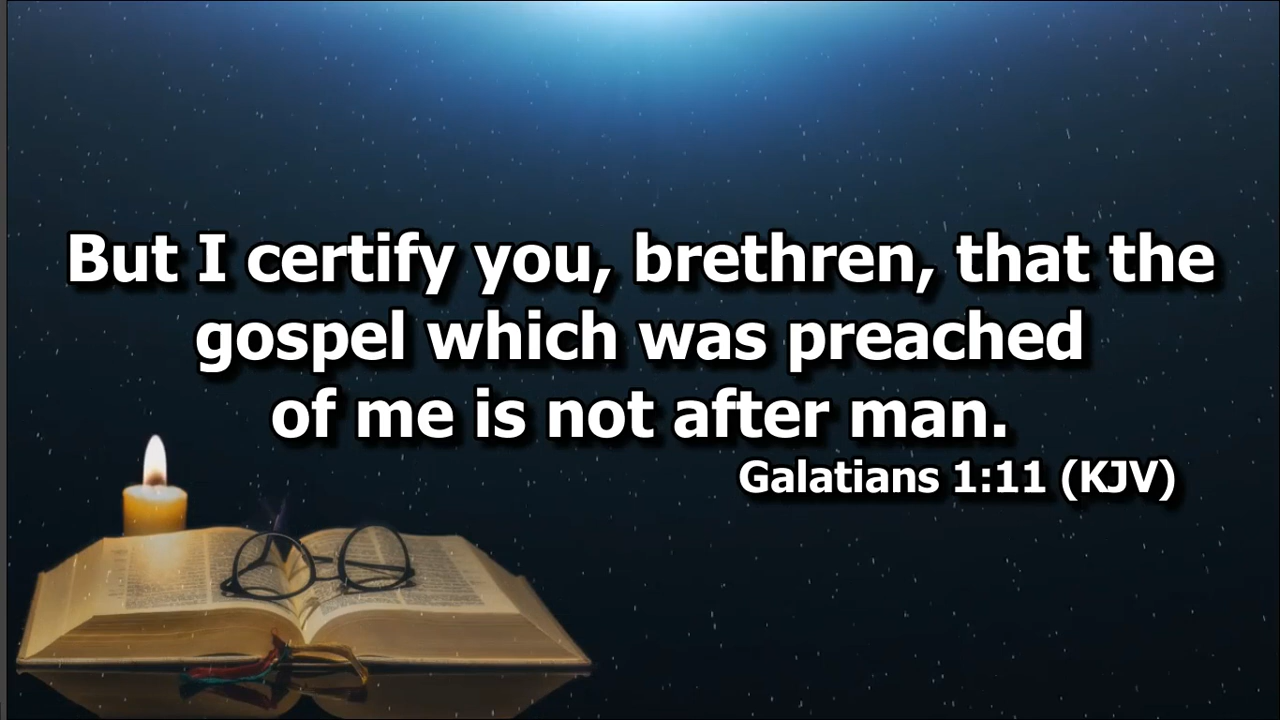 But I certify you, brethren, that the
gospel which was preached
of me is not after man.
Galatians 1:11 (KJV)